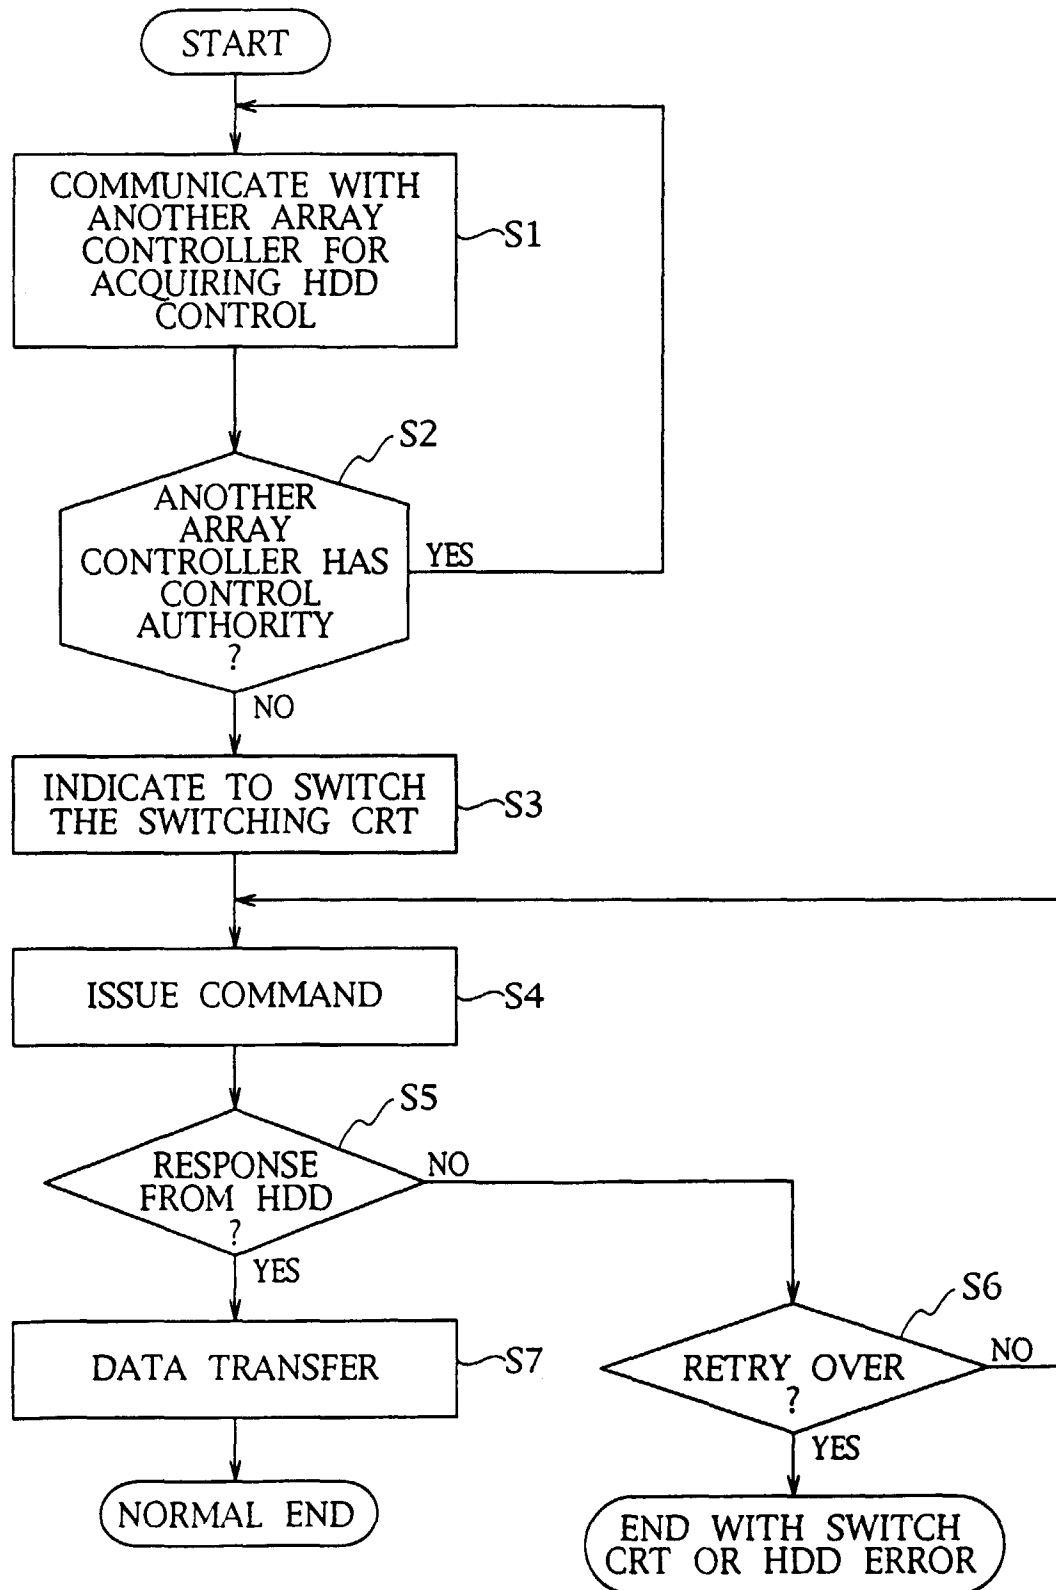 START
COMMUNICATE WITH
ANOTHER ARRAY
CONTROLLER FOR
ACQUIRING HDD
CONTROL
S1
S2
ANOTHER
ARRAY
CONTROLLER HAS
CONTROL
AUTHORITY
?
YES
NO
INDICATE TO SWITCH
THE SWITCHING CRT
S3
ISSUE COMMAND
S4
S5
RESPONSE
FROM HDD
?
NO
YES
S6
DATA TRANSFER
S7
RETRY OVER
?
NO
YES
NORMAL END
END WITH SWITCH
CRT OR HDD ERROR